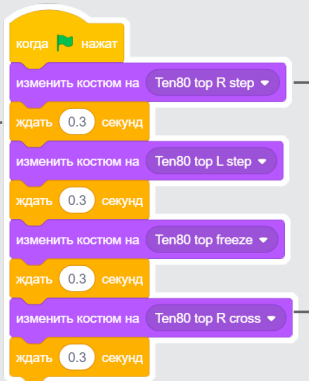 когда нажат
изменить костюм на Ten80 top R step
ждать 0.3 секунд
изменить костюм на Ten80 top L step
ждать 0.3 секунд
изменить костюм на Ten80 top freeze
ждать 0.3 секунд
изменить костюм на Ten80 top R cross
ждать 0.3 секунд